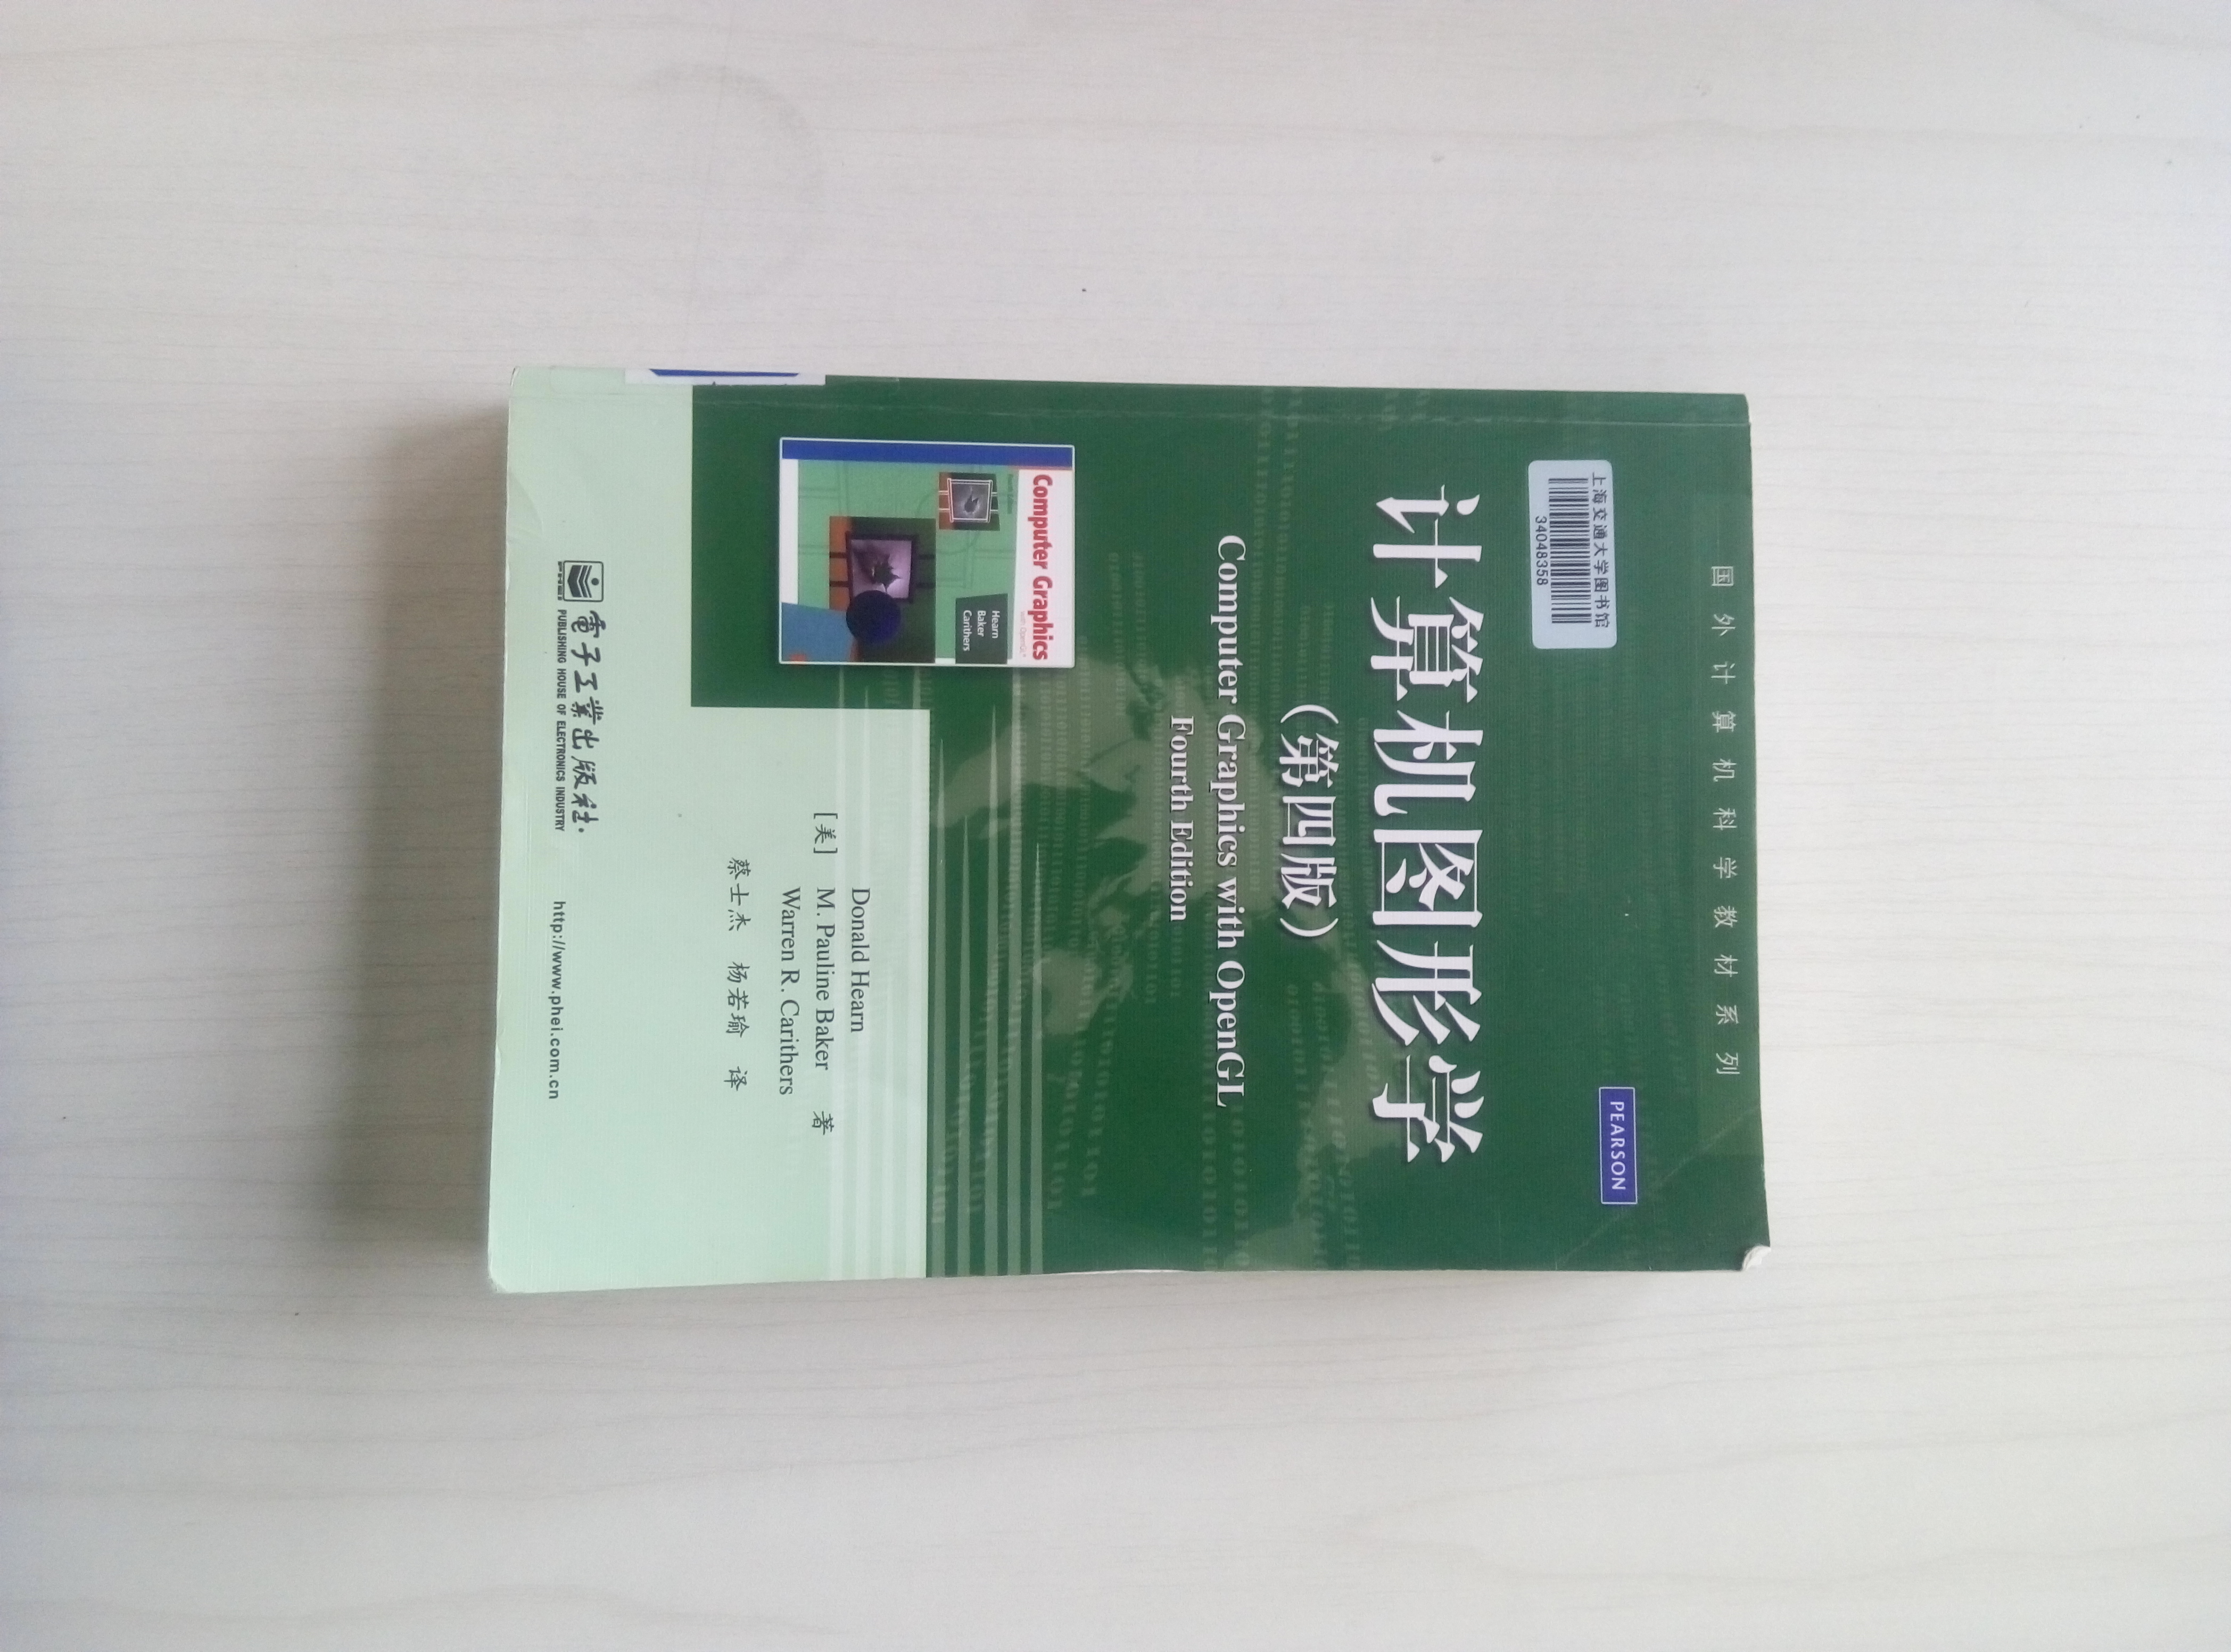 国外计算机科学教材系列
上海交通大学图书馆
34048358
PEARSON
计算机图形学
（第四版）
Computer Graphics with OpenGL
Fourth Edition
Computer Graphics
with OpenGL®
Hearn
Baker
Carithers
Donald Hearn
[美] M. Pauline Baker 著
Warren R. Carithers
蔡士杰 杨若瑜 译
電子工業出版社·
PUBLISHING HOUSE OF ELECTRONICS INDUSTRY
http://www.phei.com.cn